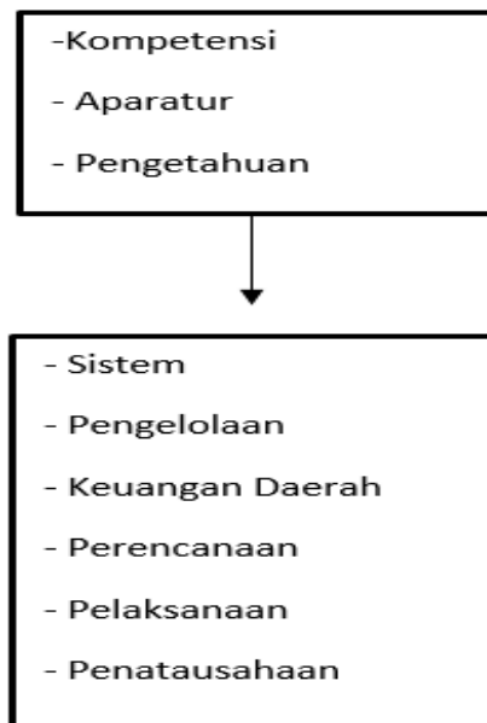 -Kompetensi
- Aparatur
- Pengetahuan
- Sistem
- Pengelolaan
- Keuangan Daerah
- Perencanaan
- Pelaksanaan
- Penatausahaan